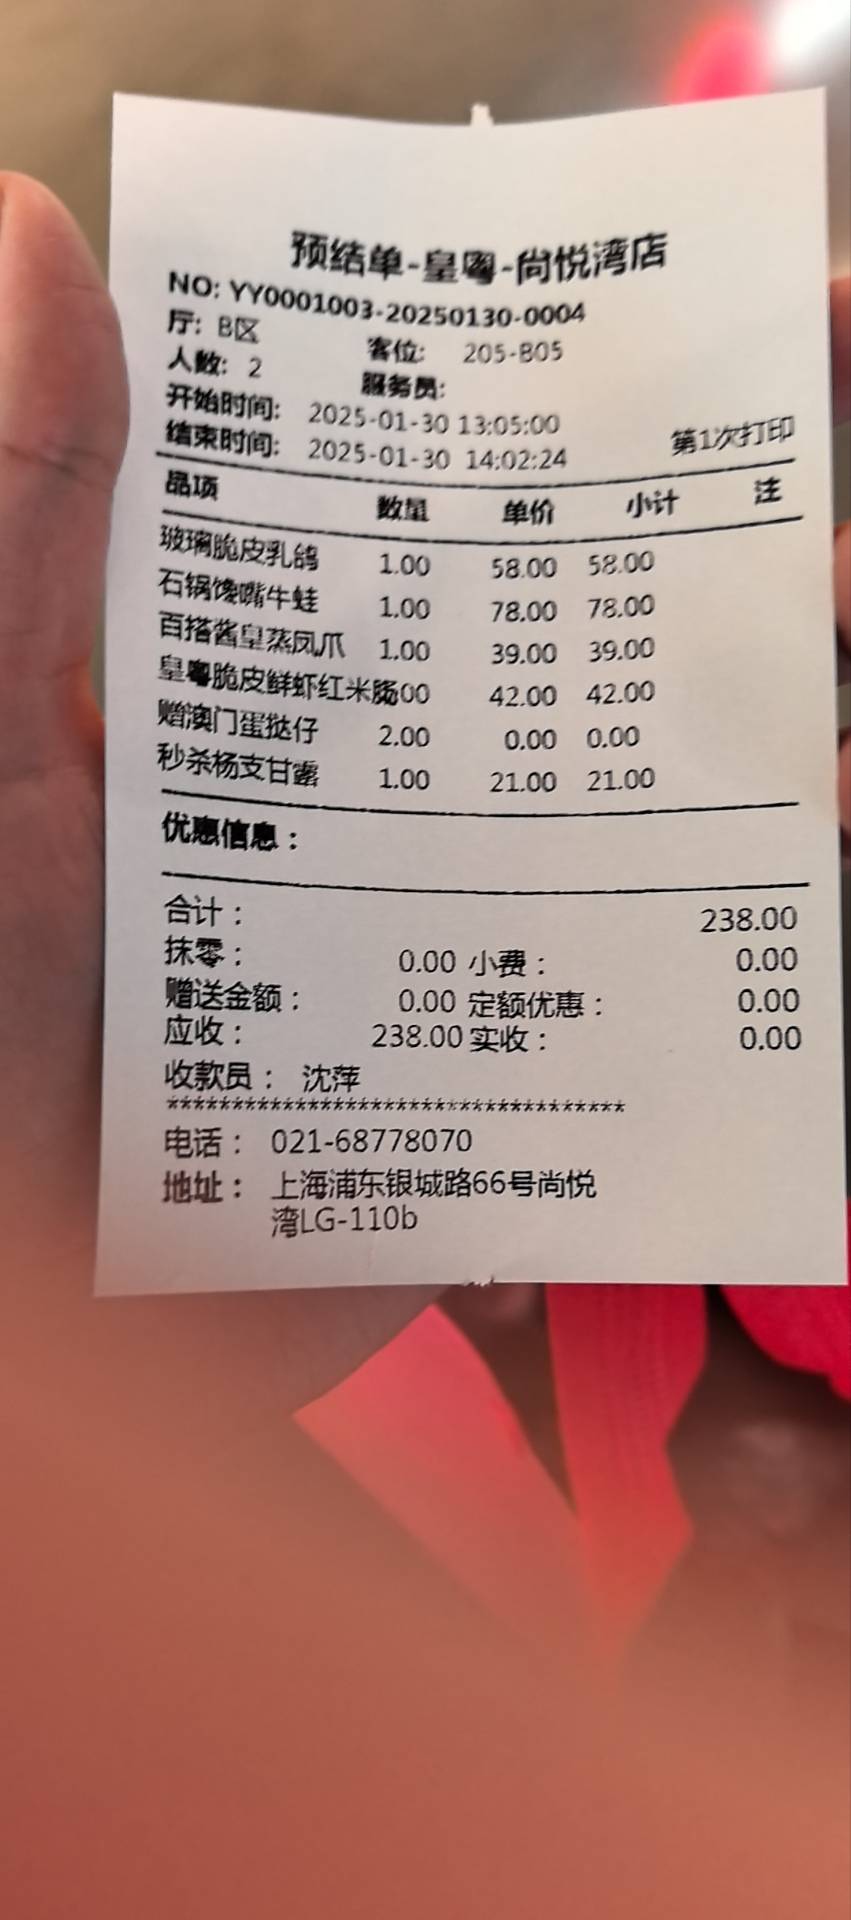 预结单-皇粤-尚悦湾店
NO: YY0001003-20250130-0004
厅: B区 客位: 205-B05
人数: 2 服务员:
开始时间: 2025-01-30 13:05:00
结束时间: 2025-01-30 14:02:24 第1次打印
品项 数量 单价 小计 注
玻璃脆皮乳鸽 1.00 58.00 58.00
石锅馋嘴牛蛙 1.00 78.00 78.00
百搭酱皇蒸凤爪 1.00 39.00 39.00
皇粤脆皮鲜虾红米肠00 42.00 42.00
赠澳门蛋挞仔 2.00 0.00 0.00
秒杀杨支甘露 1.00 21.00 21.00
优惠信息：
合计： 238.00
抹零： 0.00 小费： 0.00
赠送金额： 0.00 定额优惠： 0.00
应收： 238.00 实收： 0.00
收款员： 沈萍
***********************************
电话： 021-68778070
地址： 上海浦东银城路66号尚悦
湾LG-110b